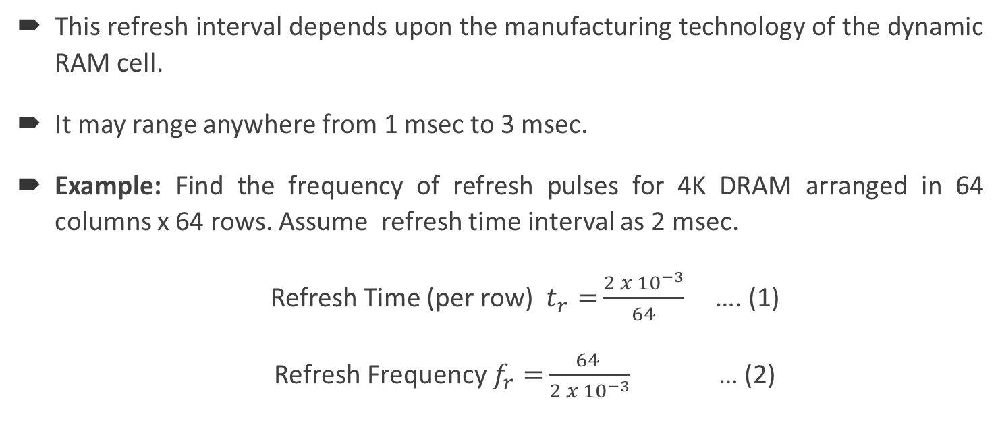 This refresh interval depends upon the manufacturing technology of the dynamic
RAM cell.
It may range anywhere from 1 msec to 3 msec.
Example: Find the frequency of refresh pulses for 4K DRAM arranged in 64
columns x 64 rows. Assume refresh time interval as 2 msec.
Refresh Time (per row) t_r = \frac{2 x 10^{-3}}{64} .... (1)
Refresh Frequency f_r = \frac{64}{2 x 10^{-3}} ... (2)